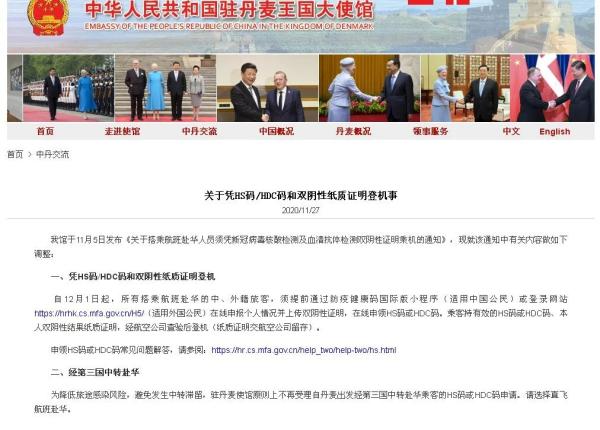 中华人民共和国驻丹麦王国大使馆
EMBASSY OF THE PEOPLE'S REPUBLIC OF CHINA IN THE KINGDOM OF DENMARK
首页 走进使馆 中丹交流 中国概况 丹麦概况 领事服务 中文 English
首页 > 中丹交流
关于凭HS码/HDC码和双阴性纸质证明登机事
2020/11/27
我馆于11月5日发布《关于搭乘航班赴华人员须凭新冠病毒核酸检测及血清抗体检测双阴性证明乘机的通知》，现就该通知中有关内容做如下
调整：
一、凭HS码/HDC码和双阴性纸质证明登机
自12月1日起，所有搭乘航班赴华的中、外籍旅客，须提前通过防疫健康码国际版小程序（适用中国公民）或登录网站
https://hrhk.cs.mfa.gov.cn/H5/（适用外国公民）在线申报个人情况并上传双阴性证明，在线申领HS码或HDC码。乘客持有效的HS码或HDC码、本
人双阴性结果纸质证明，经航空公司查验后登机（纸质证明交航空公司留存）。
申领HS码或HDC码常见问题解答，请参阅：https://hr.cs.mfa.gov.cn/help_two/help-two/hs.html
二、经第三国中转赴华
为降低旅途感染风险，避免发生中转滞留，驻丹麦使馆原则上不再受理自丹麦出发经第三国中转赴华乘客的HS码或HDC码申请。请选择直飞
航班赴华。